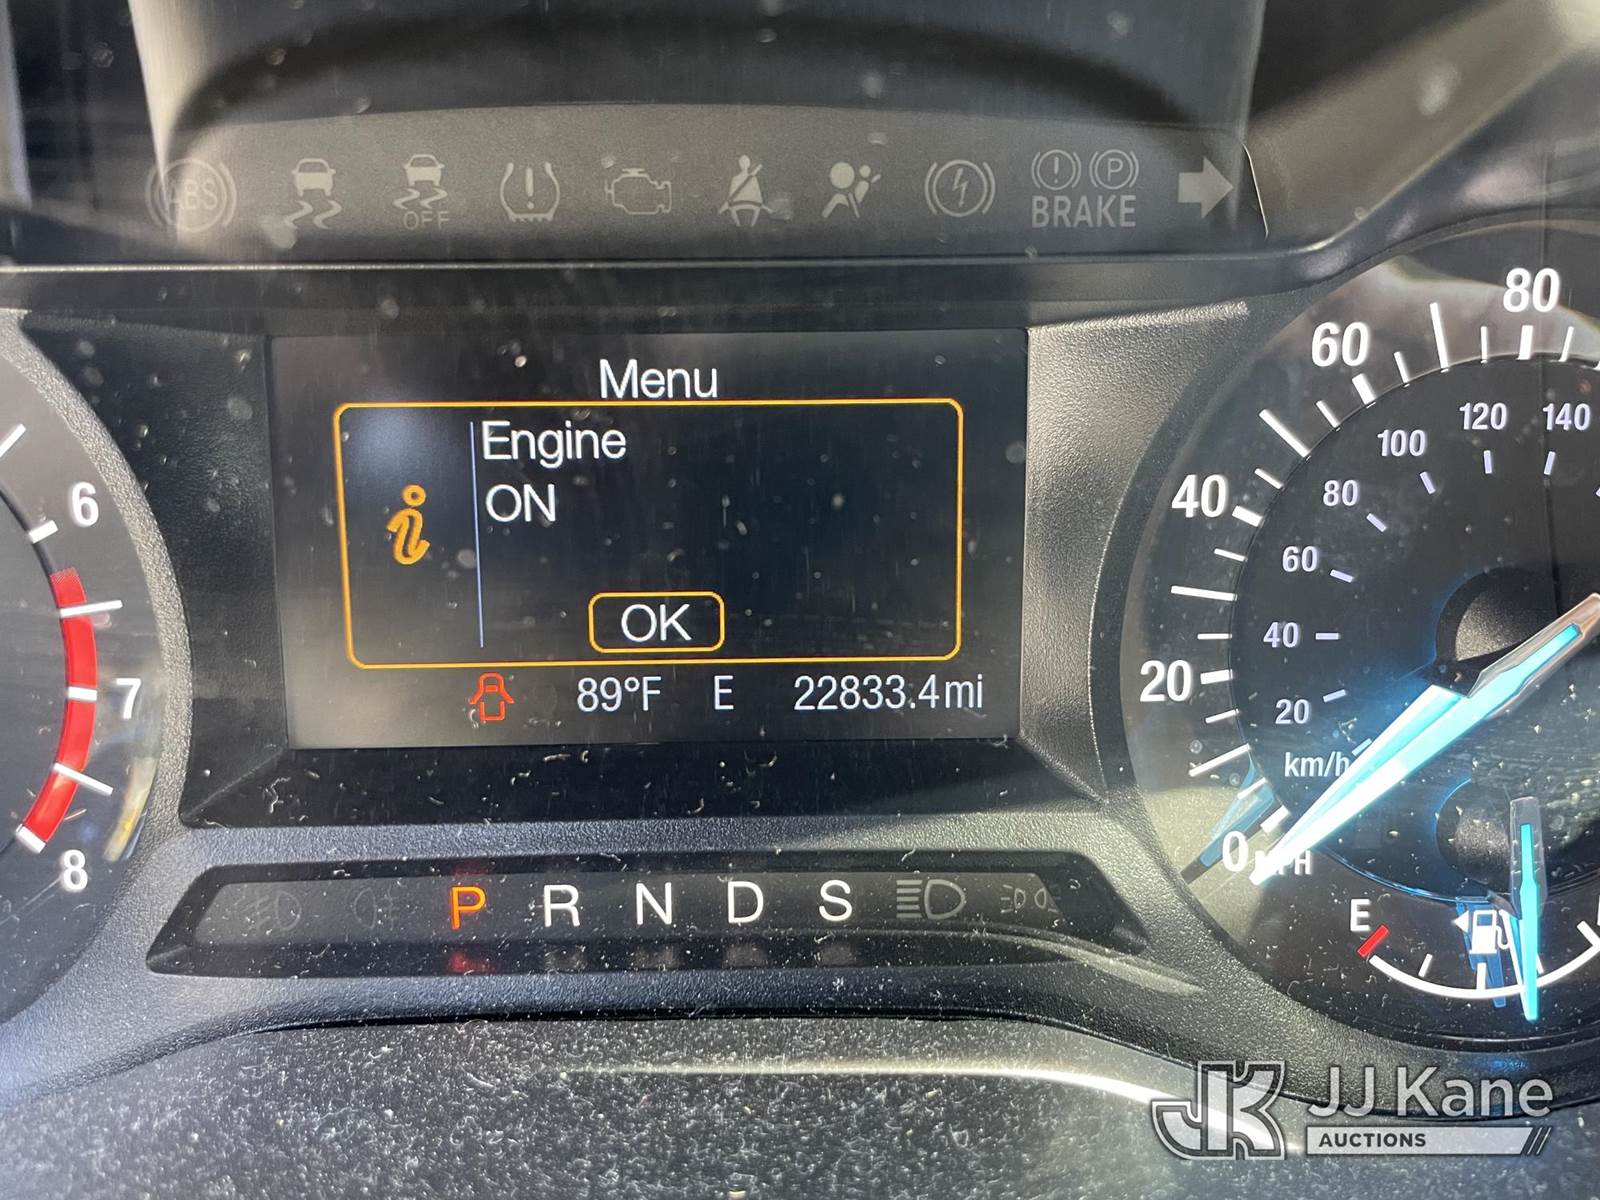 ABS OFF BRAKE
Menu
Engine
ON
OK
89°F E 22833.4mi
P R N D S
6
7
8
80
60
40
20
0 MPH
140
120
100
80
60
40
20
km/h
E
JK JJ Kane
AUCTIONS